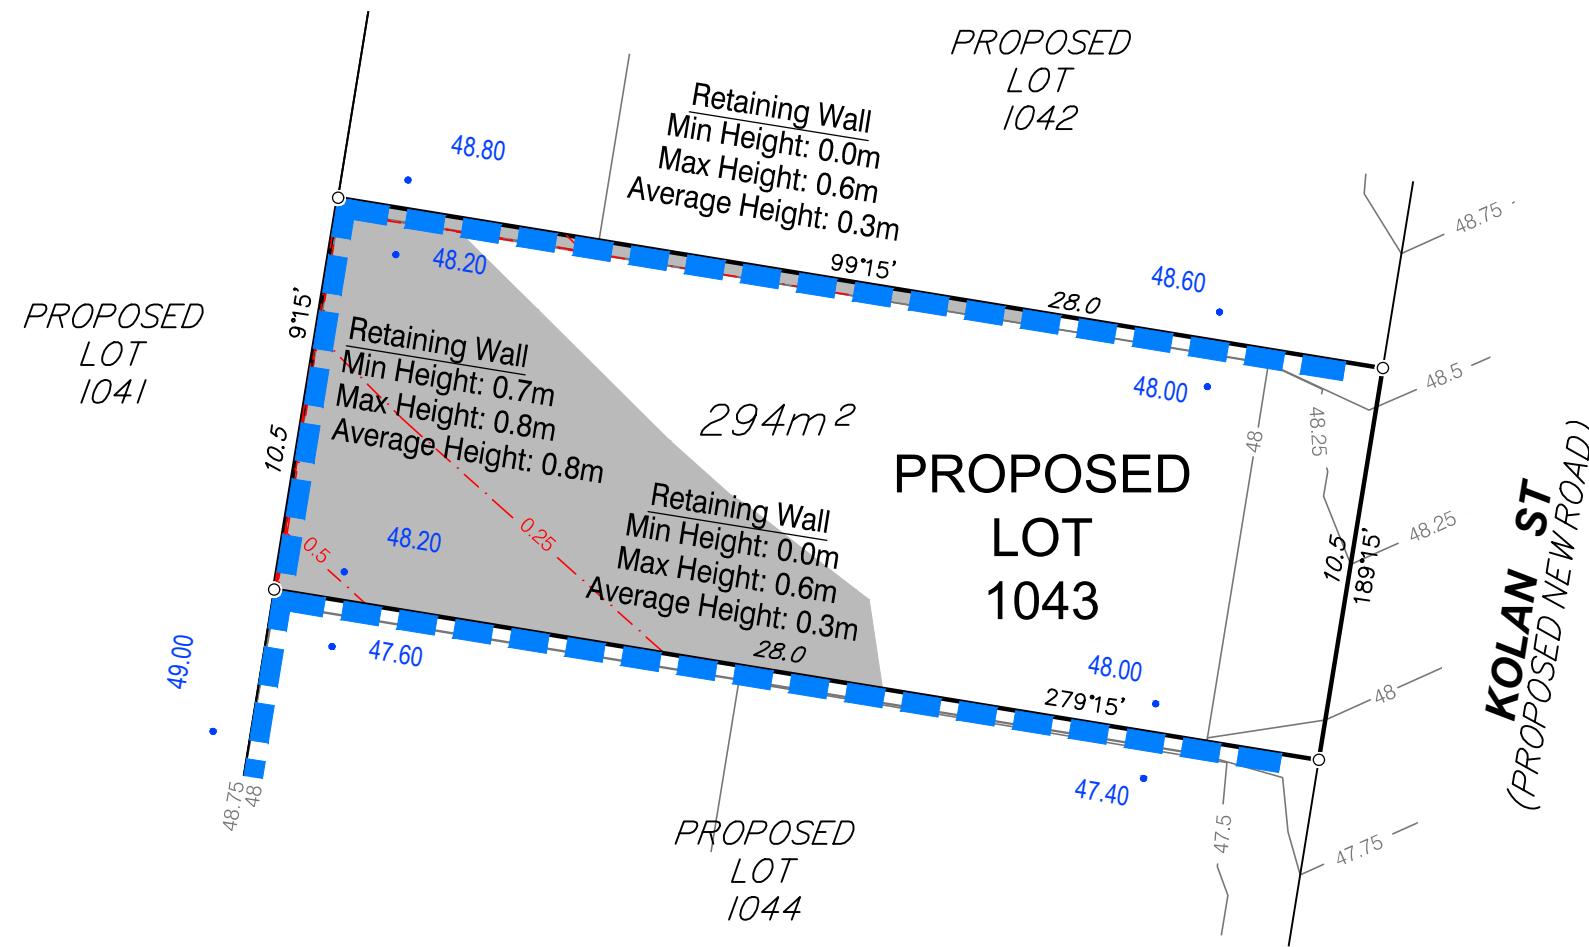 PROPOSED
LOT
1042
Retaining Wall
Min Height: 0.0m
Max Height: 0.6m
Average Height: 0.3m
48.80
48.20
99°15'
28.0
48.60
48.00
48.75
48.5
48.25
48
48.25
PROPOSED
LOT
1041
9°15'
10.5
Retaining Wall
Min Height: 0.7m
Max Height: 0.8m
Average Height: 0.8m
294m²
PROPOSED
LOT
1043
Retaining Wall
Min Height: 0.0m
Max Height: 0.6m
Average Height: 0.3m
0.25
0.5
48.20
10.5
189°15'
KOLAN ST
(PROPOSED NEW ROAD)
49.00
47.60
28.0
279°15'
48.00
47.40
48
48.75
48
47.5
47.75
PROPOSED
LOT
1044